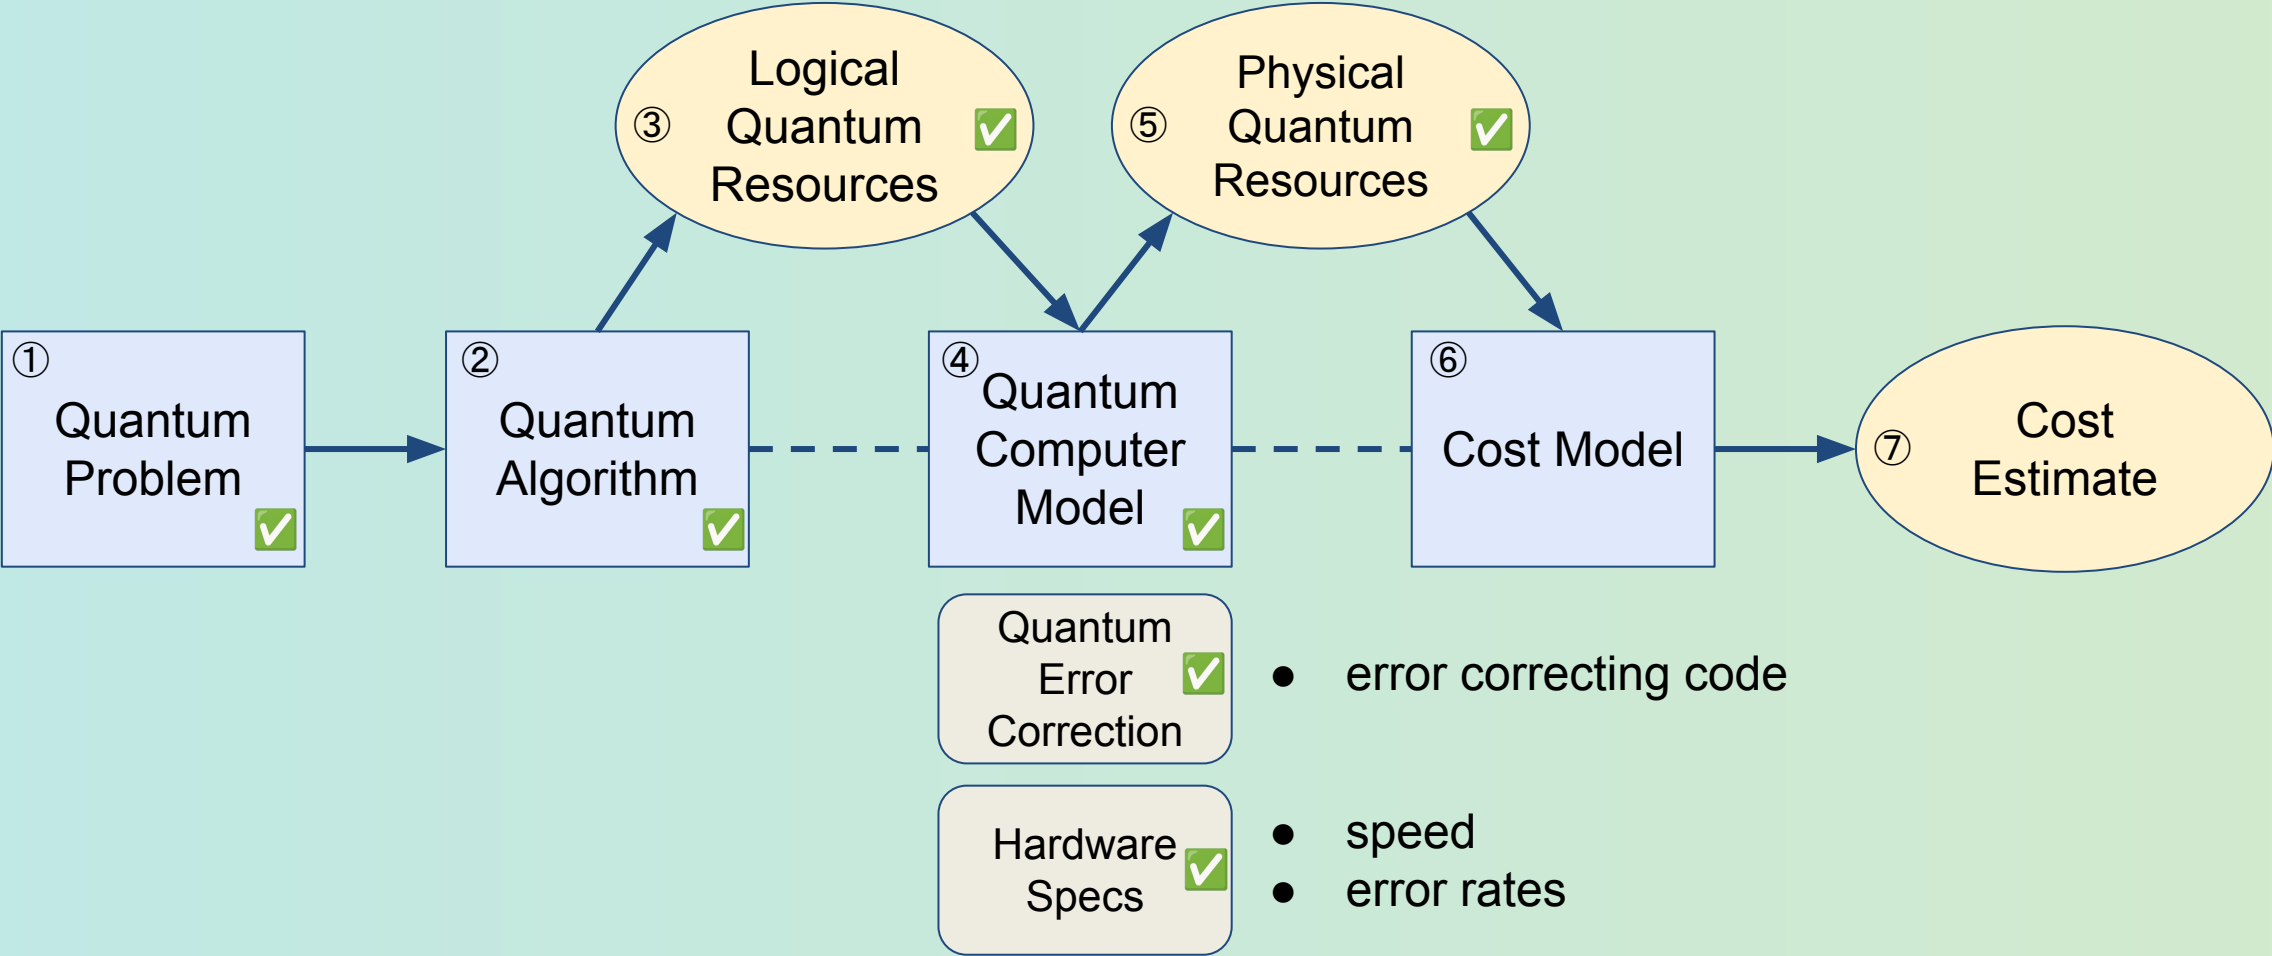 ③
Logical
Quantum
Resources
✅
⑤
Physical
Quantum
Resources
✅
①
Quantum
Problem
✅
②
Quantum
Algorithm
✅
④
Quantum
Computer
Model
✅
⑥
Cost Model
⑦
Cost
Estimate
Quantum
Error
Correction
✅
● error correcting code
Hardware
Specs
✅
● speed
● error rates